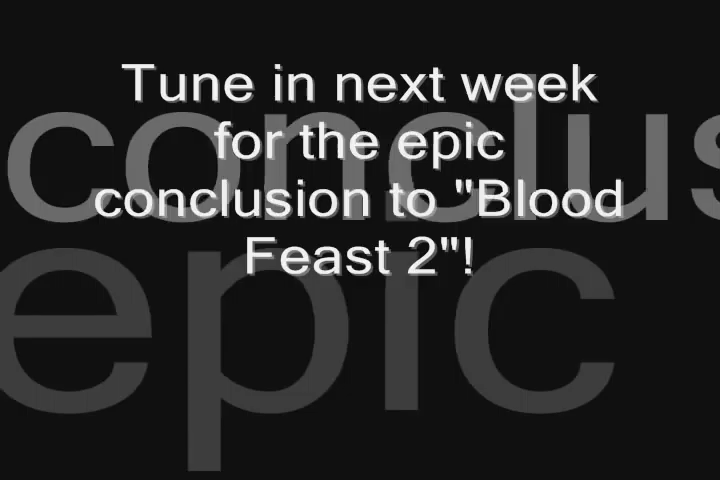 Tune in next week
for the epic
conclusion to "Blood
Feast 2"!
conclus
epic